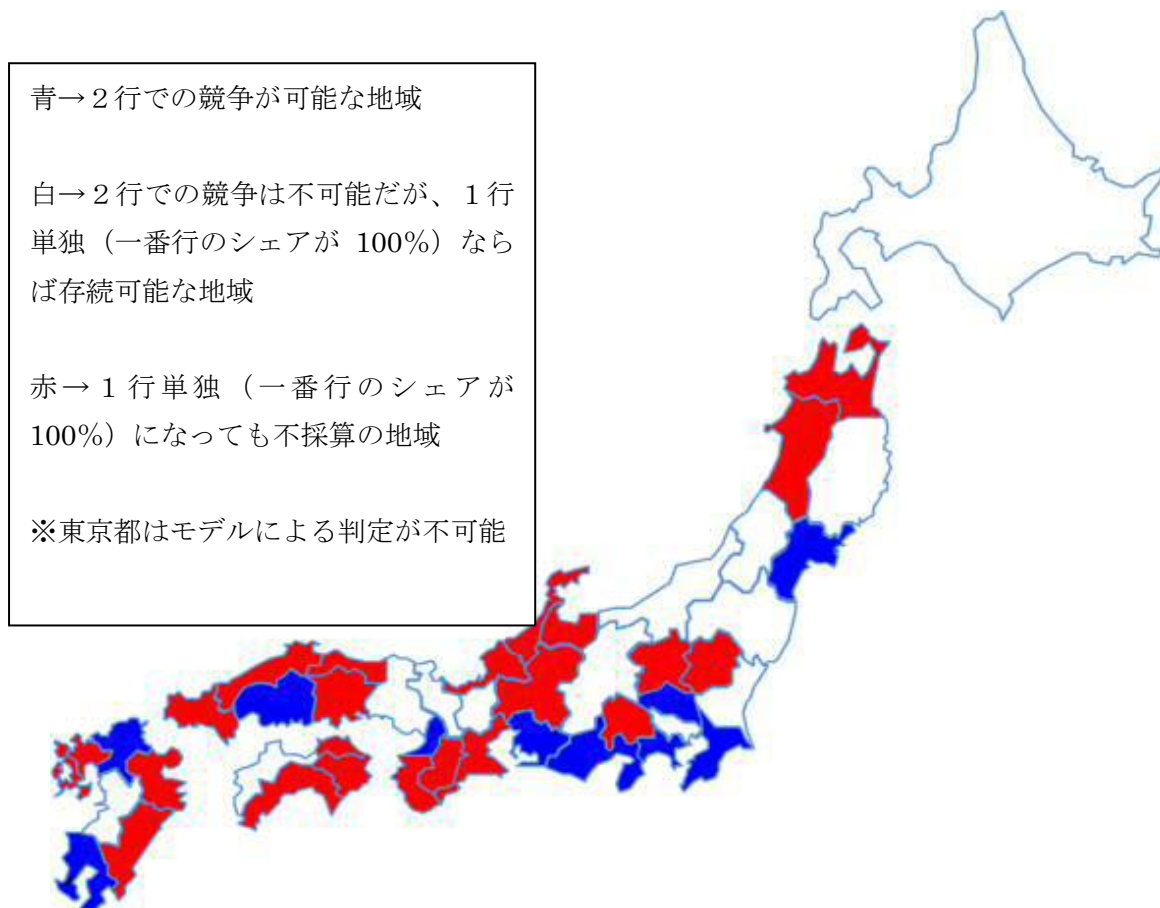 青→２行での競争が可能な地域
白→２行での競争は不可能だが、１行
単独（一番行のシェアが 100％）なら
ば存続可能な地域
赤→１行単独（一番行のシェアが
100％）になっても不採算の地域
※東京都はモデルによる判定が不可能